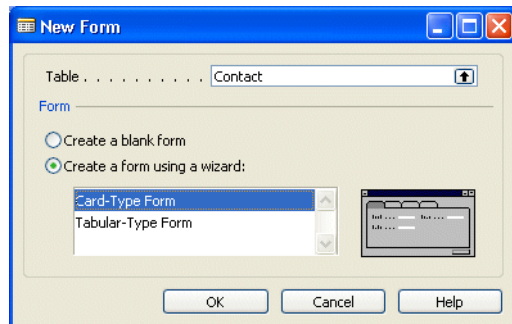 New Form
Table . . . . . . . . . . Contact
Form
Create a blank form
Create a form using a wizard:
Card-Type Form
Tabular-Type Form
OK Cancel Help